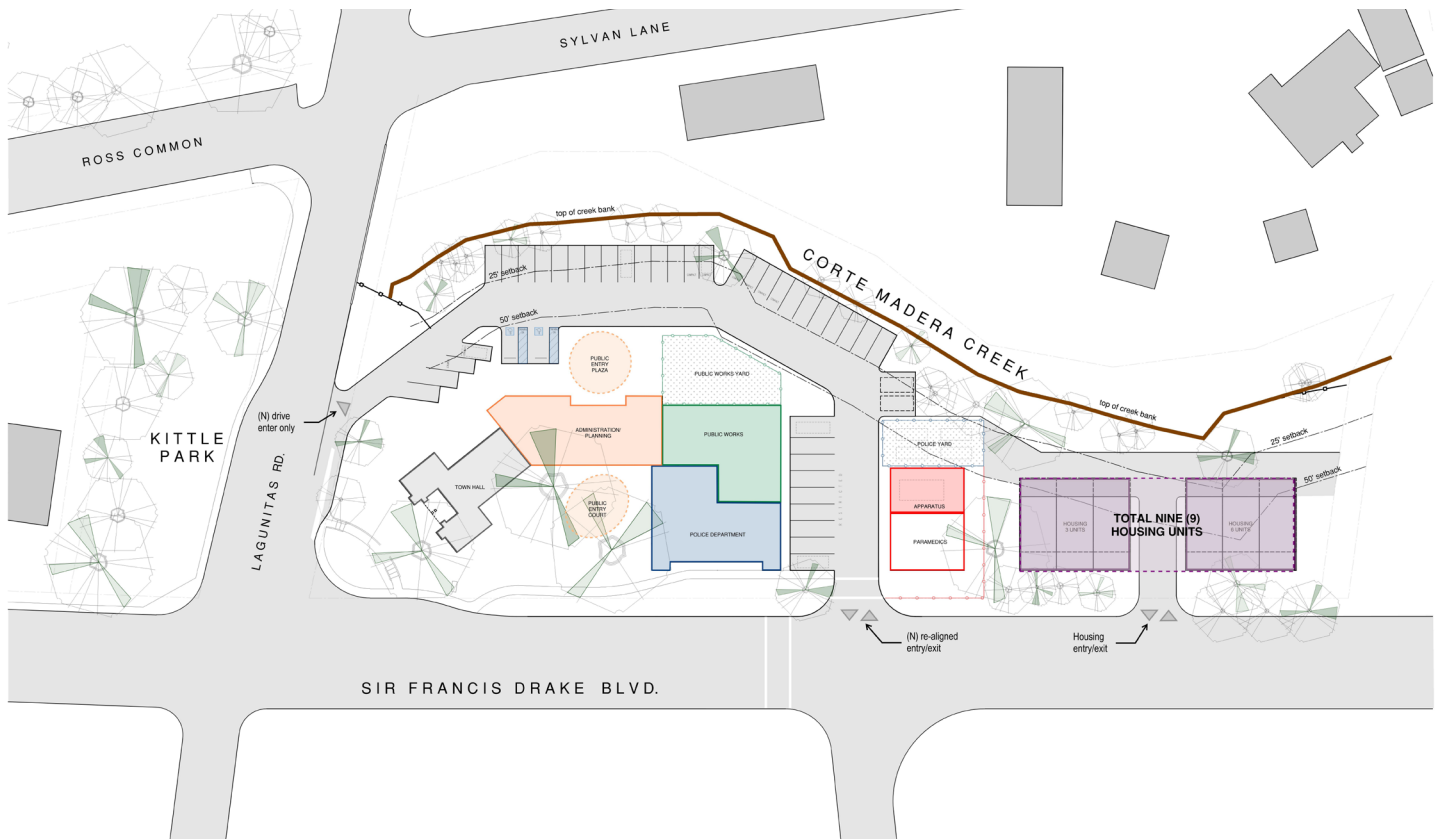 SYLVAN LANE
ROSS COMMON
top of creek bank
25' setback
CORTE MADERA CREEK
50' setback
PUBLIC
ENTRY
PLAZA
PUBLIC WORKS YARD
(N) drive
enter only
KITTLE
PARK
LAGUNITAS RD.
ADMINISTRATION/
PLANNING
PUBLIC WORKS
top of creek bank
25' setback
50' setback
POLICE YARD
TOWN HALL
PUBLIC
ENTRY
COURT
POLICE DEPARTMENT
APPARATUS
PARAMEDICS
HOUSING
3 UNITS
TOTAL NINE (9)
HOUSING UNITS
HOUSING
6 UNITS
(N) re-aligned
entry/exit
Housing
entry/exit
SIR FRANCIS DRAKE BLVD.